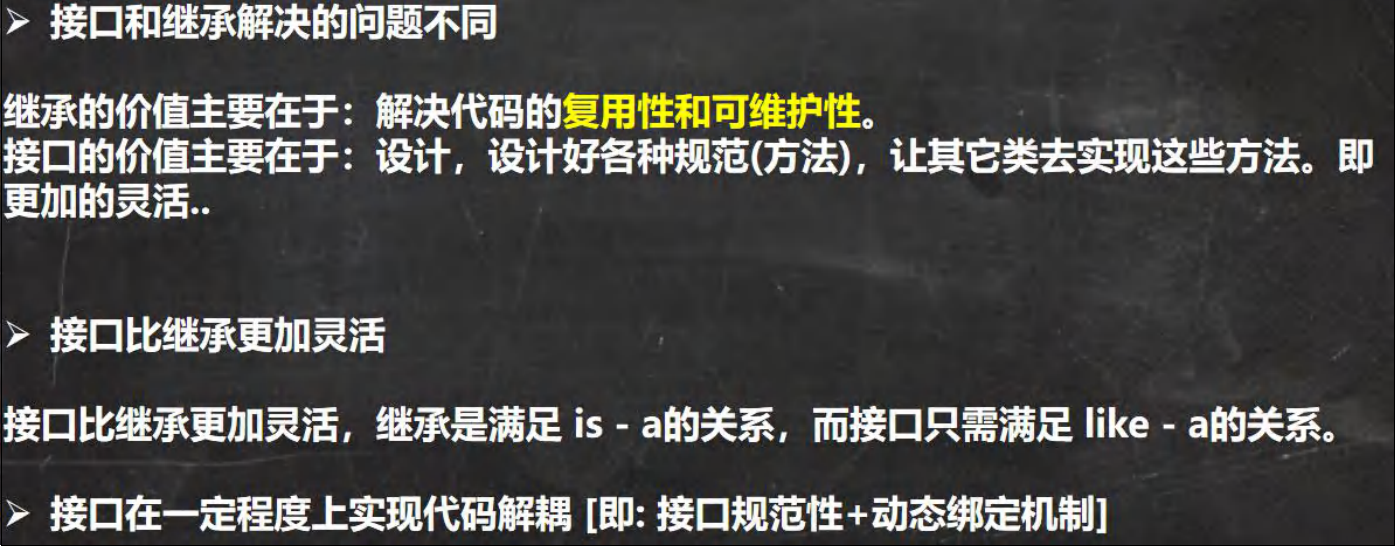 ➢ 接口和继承解决的问题不同
继承的价值主要在于：解决代码的复用性和可维护性。
接口的价值主要在于：设计，设计好各种规范(方法)，让其它类去实现这些方法。即
更加的灵活..
➢ 接口比继承更加灵活
接口比继承更加灵活，继承是满足 is - a的关系，而接口只需满足 like - a的关系。
➢ 接口在一定程度上实现代码解耦 [即: 接口规范性+动态绑定机制]